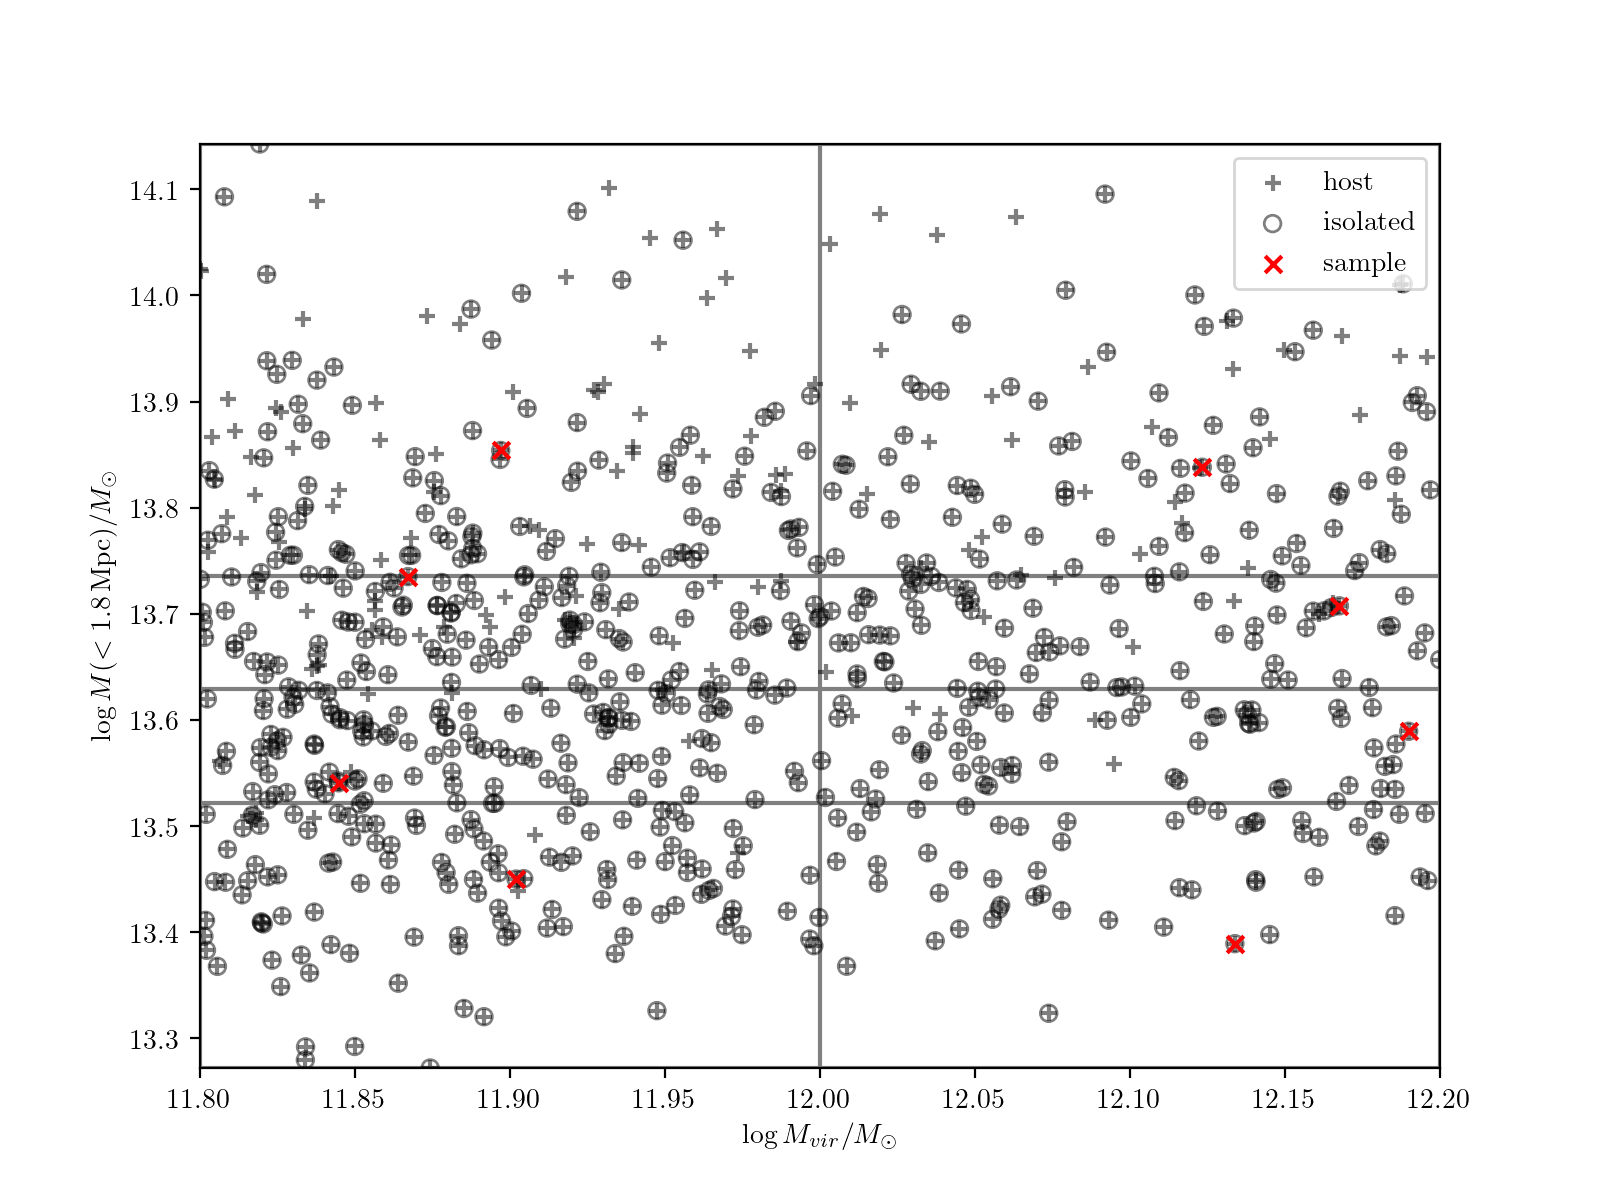 14.1
14.0
13.9
13.8
13.7
13.6
13.5
13.4
13.3
log M(< 1.8 Mpc)/M⊙
host
isolated
sample
11.80 11.85 11.90 11.95 12.00 12.05 12.10 12.15 12.20
log Mvir/M⊙